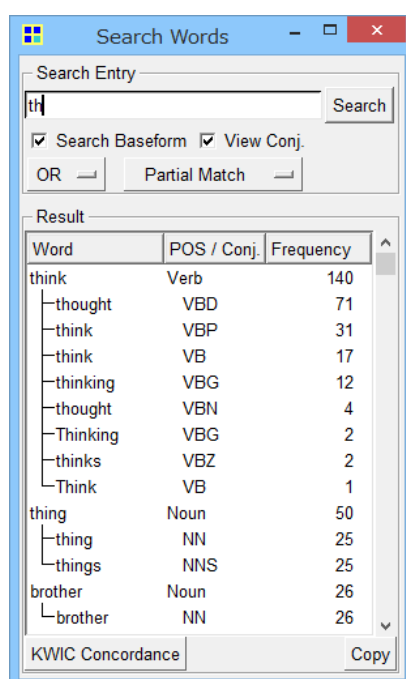 Search Words
Search Entry
th
Search
Search Baseform View Conj.
OR Partial Match
Result
Word POS / Conj. Frequency
think Verb 140
thought VBD 71
think VBP 31
think VB 17
thinking VBG 12
thought VBN 4
Thinking VBG 2
thinks VBZ 2
Think VB 1
thing Noun 50
thing NN 25
things NNS 25
brother Noun 26
brother NN 26
KWIC Concordance Copy